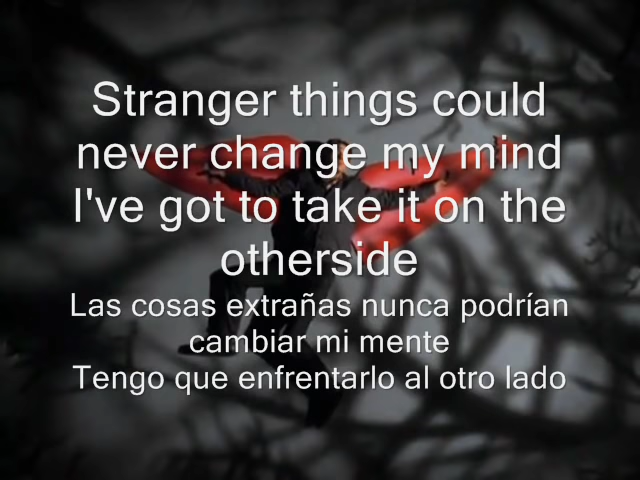 Stranger things could
never change my mind
I've got to take it on the
otherside
Las cosas extrañas nunca podrían
cambiar mi mente
Tengo que enfrentarlo al otro lado